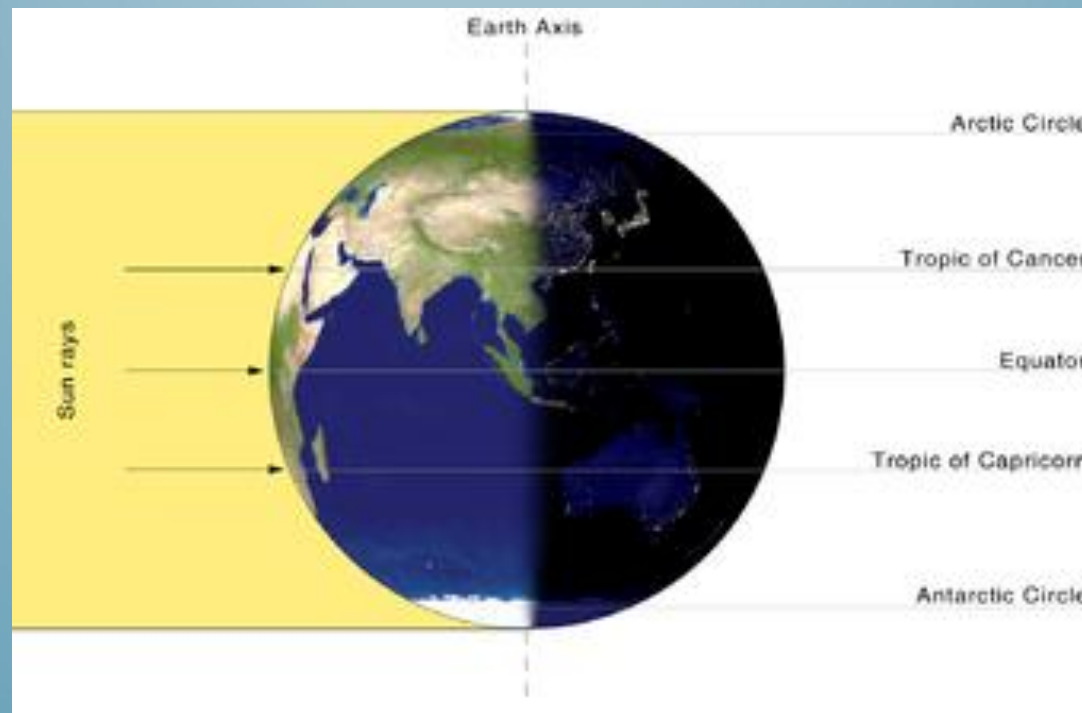 Earth Axis
Arctic Circle
Tropic of Cancer
Sun rays
Equator
Tropic of Capricorn
Antarctic Circle